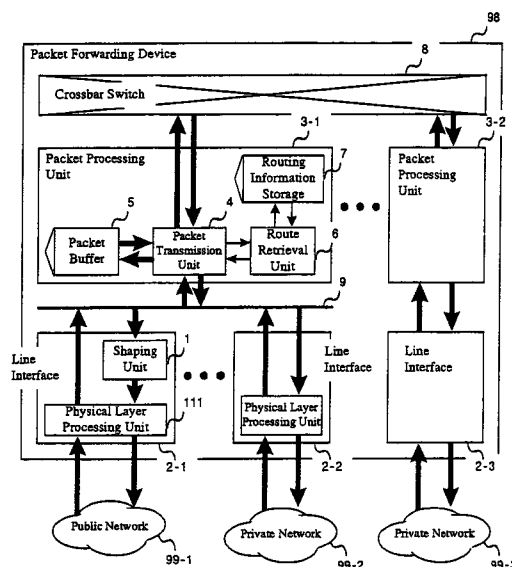 98
Packet Forwarding Device
8
Crossbar Switch
3-1
3-2
Packet Processing
Unit
7
Routing
Information
Storage
Packet
Processing
Unit
5
4
Packet
Buffer
Packet
Transmission
Unit
Route
Retrieval
Unit
6
9
Line
Interface
1
Shaping
Unit
Line
Interface
Line
Interface
111
Physical Layer
Processing Unit
Physical Layer
Processing Unit
2-1
2-2
2-3
Public Network
Private Network
Private Network
99-1
99-2